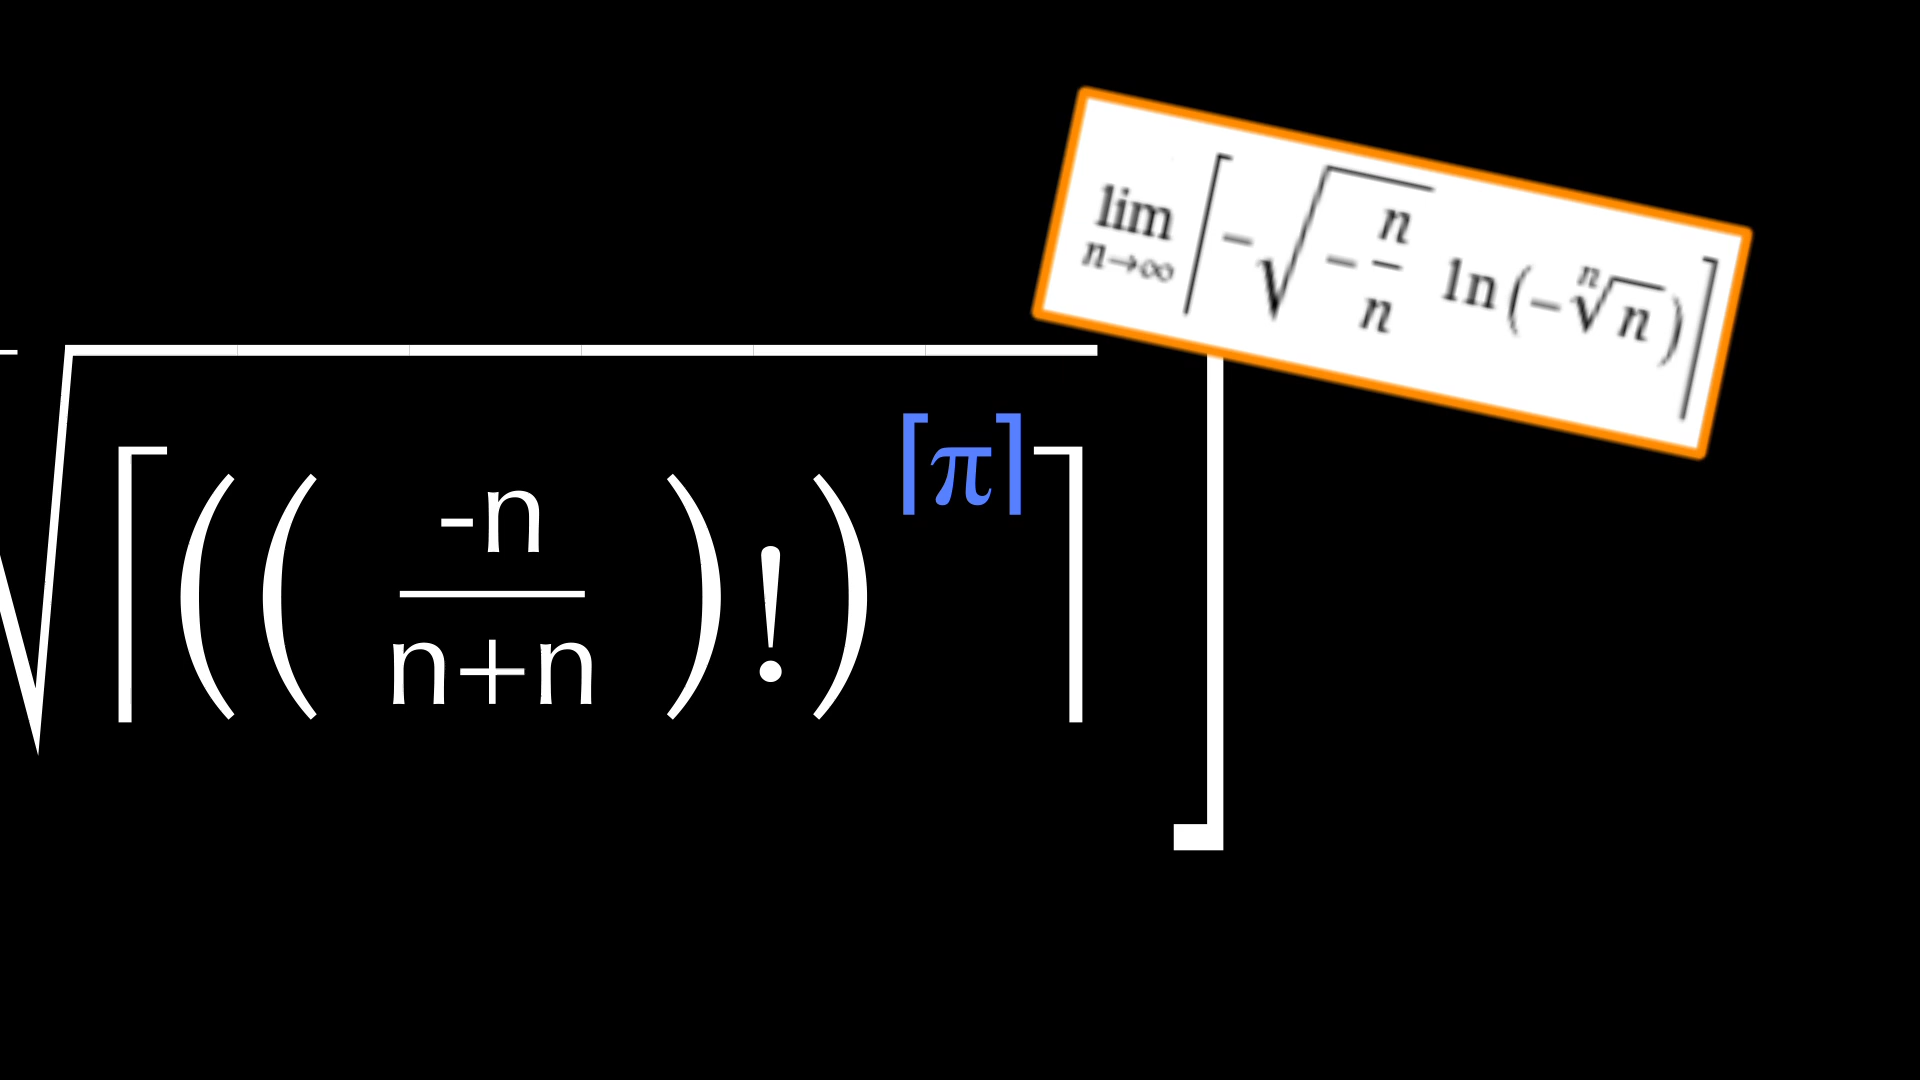 lim n→∞ ⌈-√(-n/n) ln(-ⁿ√n)⌉
√⌈((-n/n+n)!)^⌈π⌉⌉]